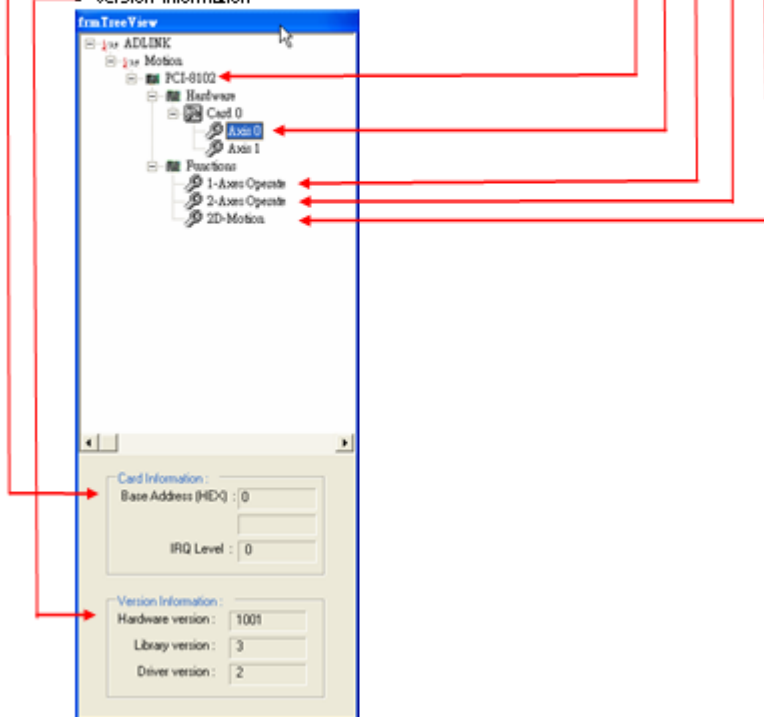 Version Information
frmTreeView
ADLINK
Motion
PCI-8102
Hardware
Card 0
Axis 0
Axis 1
Functions
1-Axes Operate
2-Axes Operate
2D-Motion
Card Information :
Base Address (HEX) : 0
IRQ Level : 0
Version Information :
Hardware version : 1001
Library version : 3
Driver version : 2